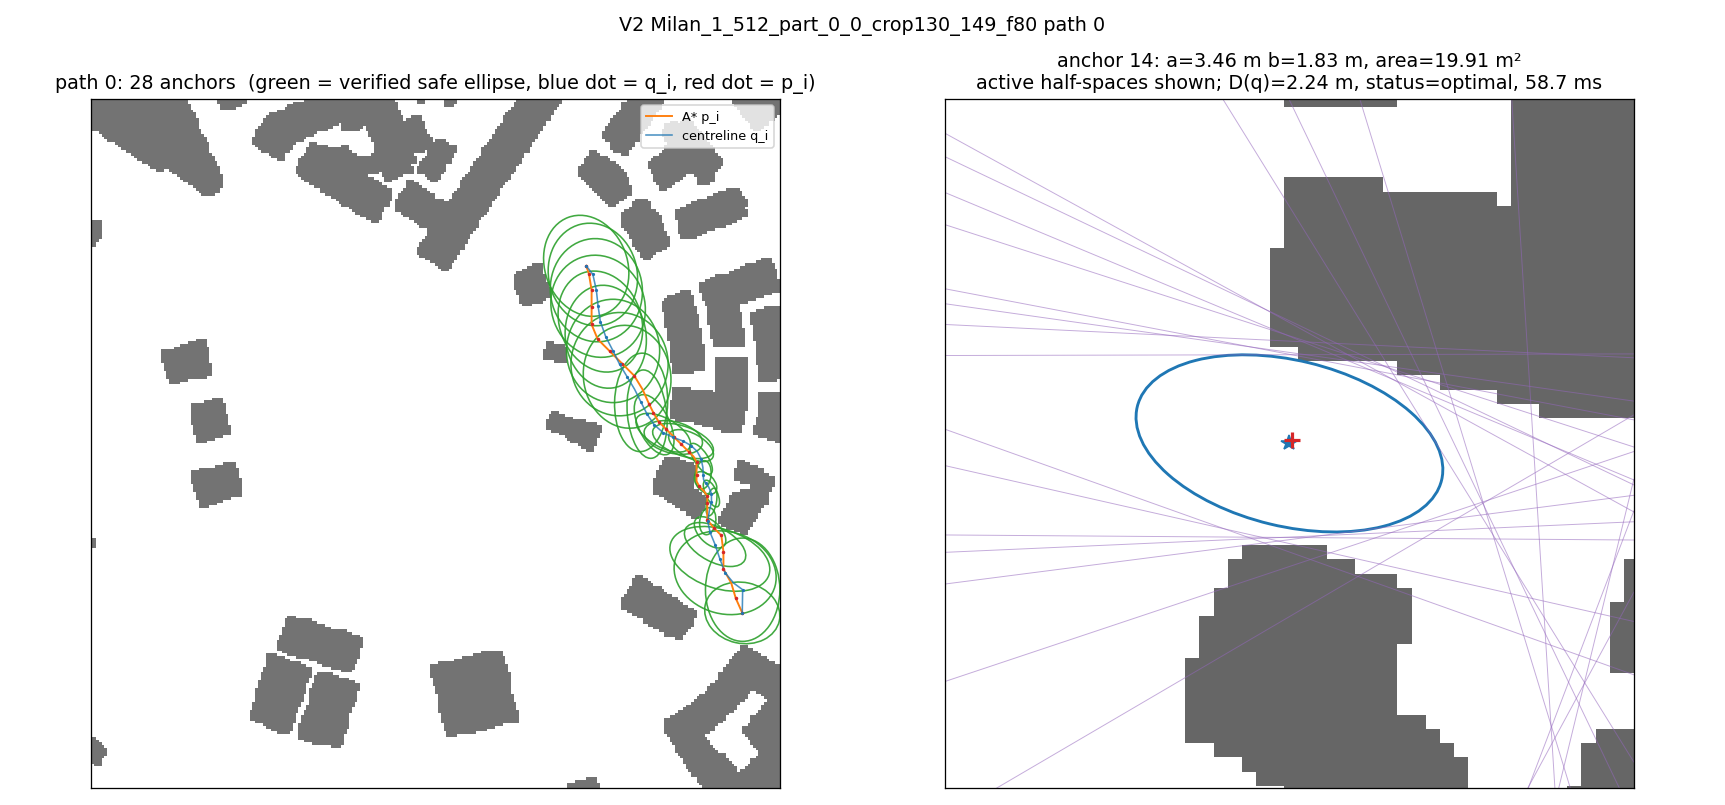 V2 Milan_1_512_part_0_0_crop130_149_f80 path 0
path 0: 28 anchors  (green = verified safe ellipse, blue dot = q_i, red dot = p_i)
A* p_i
centreline q_i
anchor 14: a=3.46 m b=1.83 m, area=19.91 m²
active half-spaces shown; D(q)=2.24 m, status=optimal, 58.7 ms